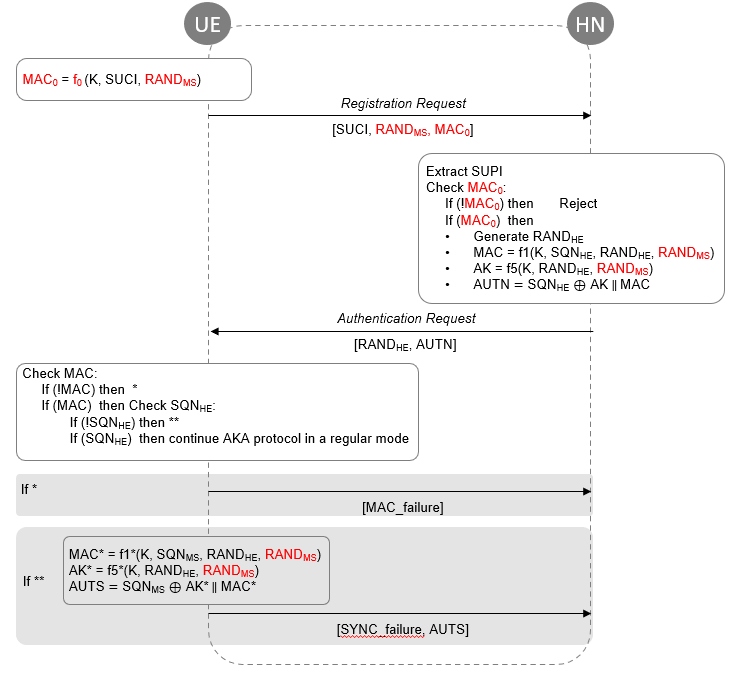 UE
HN
MAC₀ = f₀ (K, SUCI, RANDMS)
Registration Request
[SUCI, RANDMS, MAC₀]
Extract SUPI
Check MAC₀:
If (!MAC₀) then Reject
If (MAC₀) then
• Generate RANDHE
• MAC = f1(K, SQNHE, RANDHE, RANDMS)
• AK = f5(K, RANDHE, RANDMS)
• AUTN = SQNHE ⊕ AK || MAC
Authentication Request
[RANDHE, AUTN]
Check MAC:
If (!MAC) then *
If (MAC) then Check SQNHE:
If (!SQNHE) then **
If (SQNHE) then continue AKA protocol in a regular mode
If *
[MAC_failure]
If **
MAC* = f1*(K, SQNMS, RANDHE, RANDMS)
AK* = f5*(K, RANDHE, RANDMS)
AUTS = SQNMS ⊕ AK* || MAC*
[SYNC_failure, AUTS]